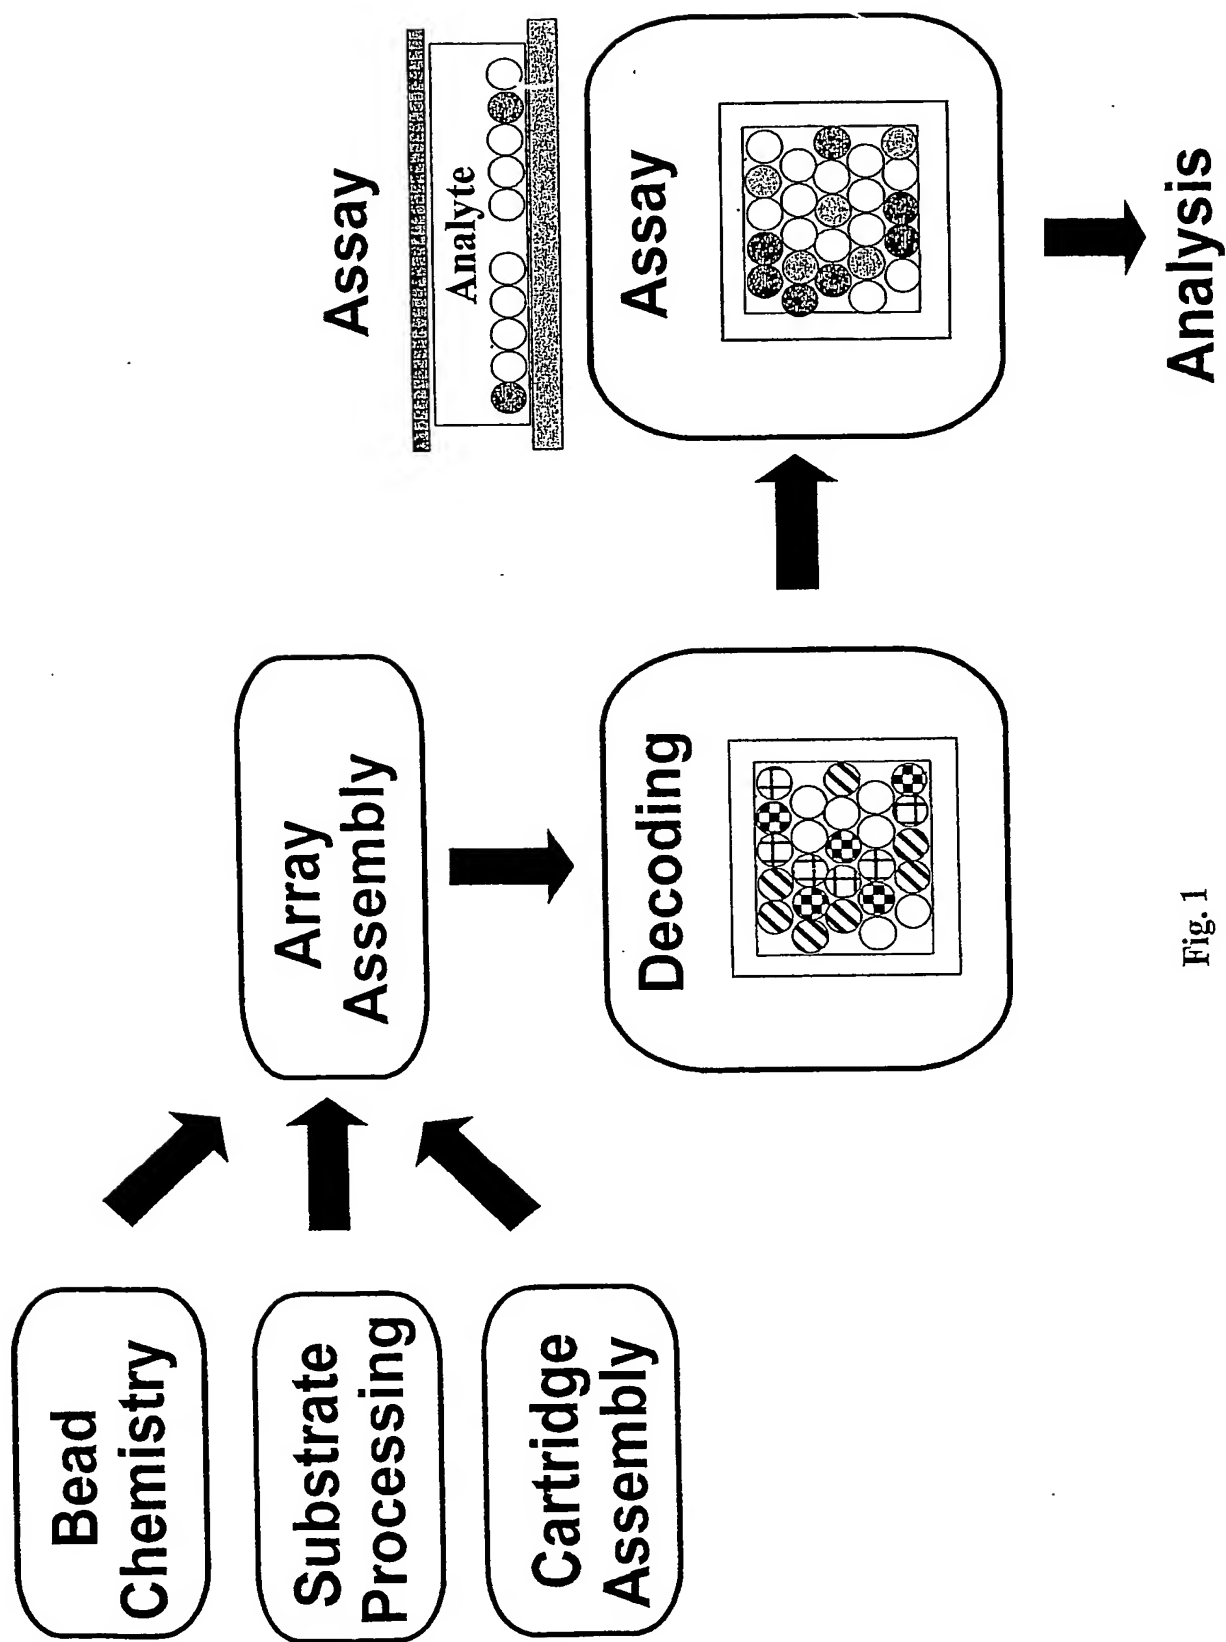 Bead
Chemistry
Substrate
Processing
Cartridge
Assembly
Array
Assembly
Decoding
Assay
Analyte
Assay
Analysis
Fig. 1